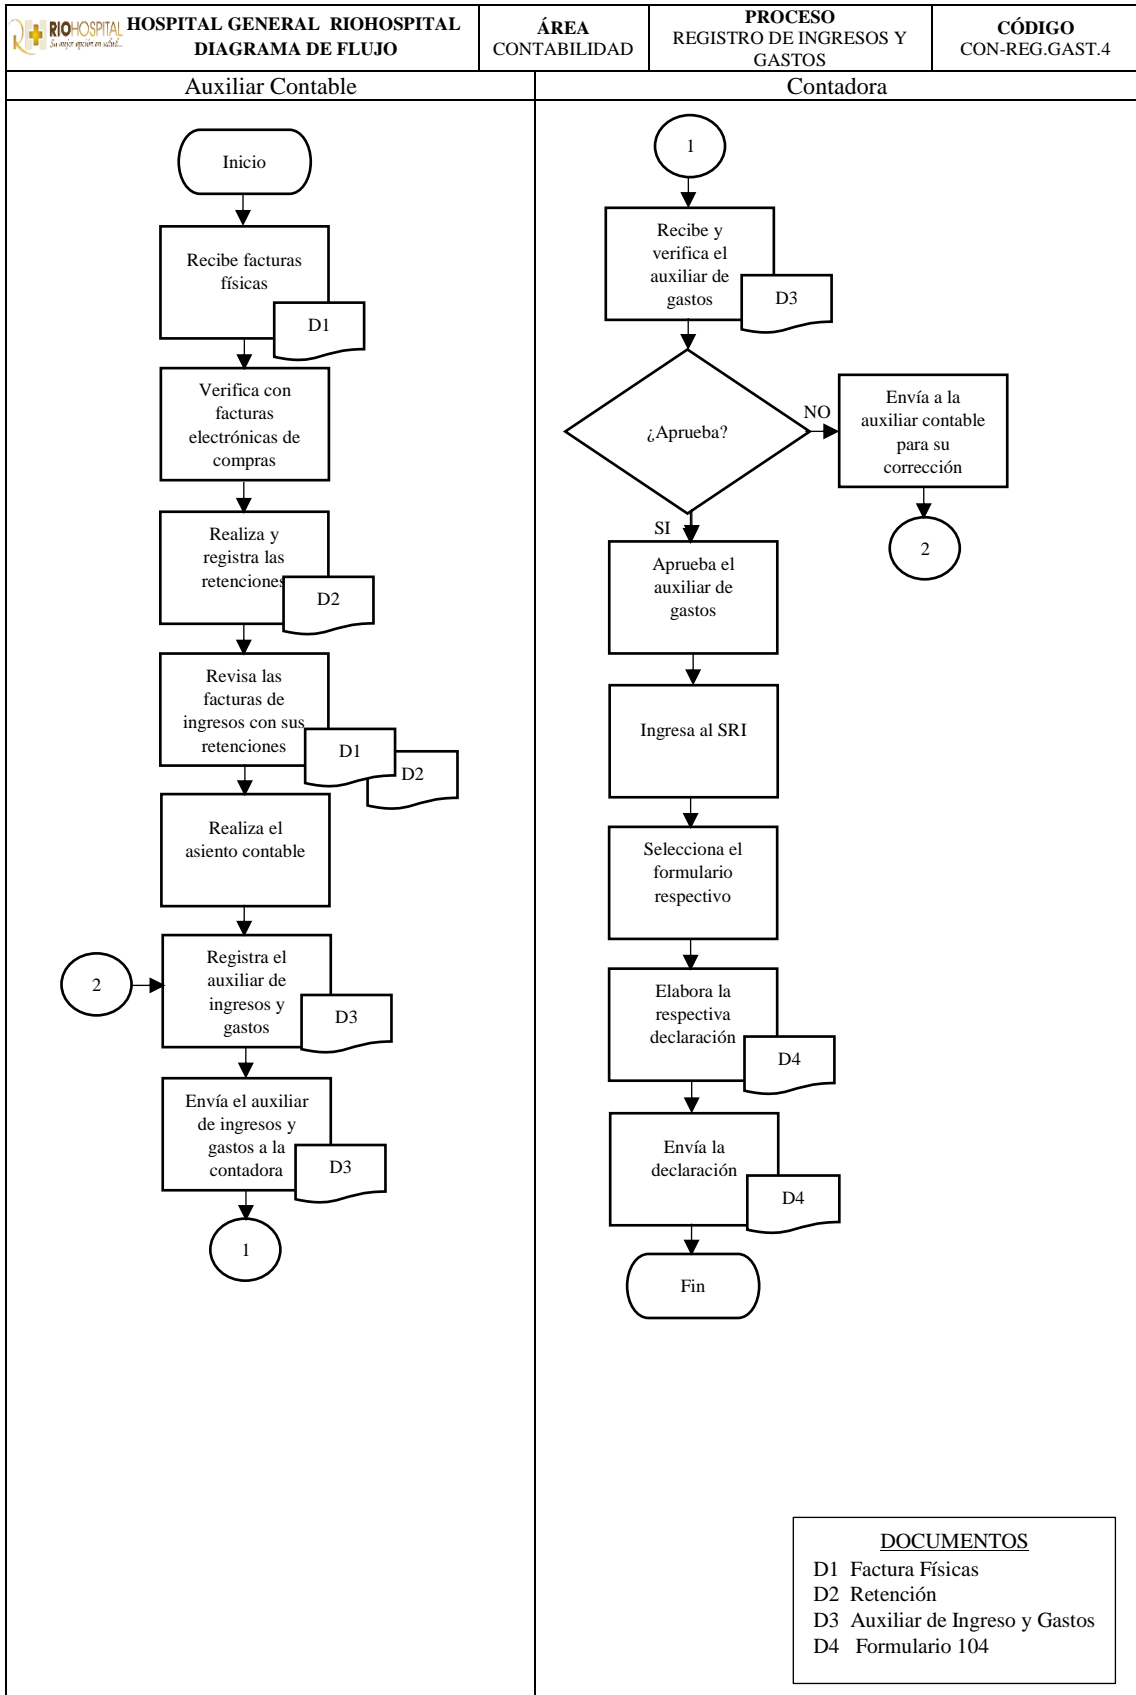 RIOHOSPITAL
Su mejor opción en salud...
HOSPITAL GENERAL RIOHOSPITAL
DIAGRAMA DE FLUJO
ÁREA
CONTABILIDAD
PROCESO
REGISTRO DE INGRESOS Y
GASTOS
CÓDIGO
CON-REG.GAST.4
Auxiliar Contable
Contadora
Inicio
Recibe facturas
físicas
D1
Verifica con
facturas
electrónicas de
compras
Realiza y
registra las
retenciones
D2
Revisa las
facturas de
ingresos con sus
retenciones
D1
D2
Realiza el
asiento contable
2
Registra el
auxiliar de
ingresos y
gastos
D3
Envía el auxiliar
de ingresos y
gastos a la
contadora
D3
1
1
Recibe y
verifica el
auxiliar de
gastos
D3
¿Aprueba?
NO
Envía a la
auxiliar contable
para su
corrección
2
SI
Aprueba el
auxiliar de
gastos
Ingresa al SRI
Selecciona el
formulario
respectivo
Elabora la
respectiva
declaración
D4
Envía la
declaración
D4
Fin
DOCUMENTOS
D1 Factura Físicas
D2 Retención
D3 Auxiliar de Ingreso y Gastos
D4 Formulario 104